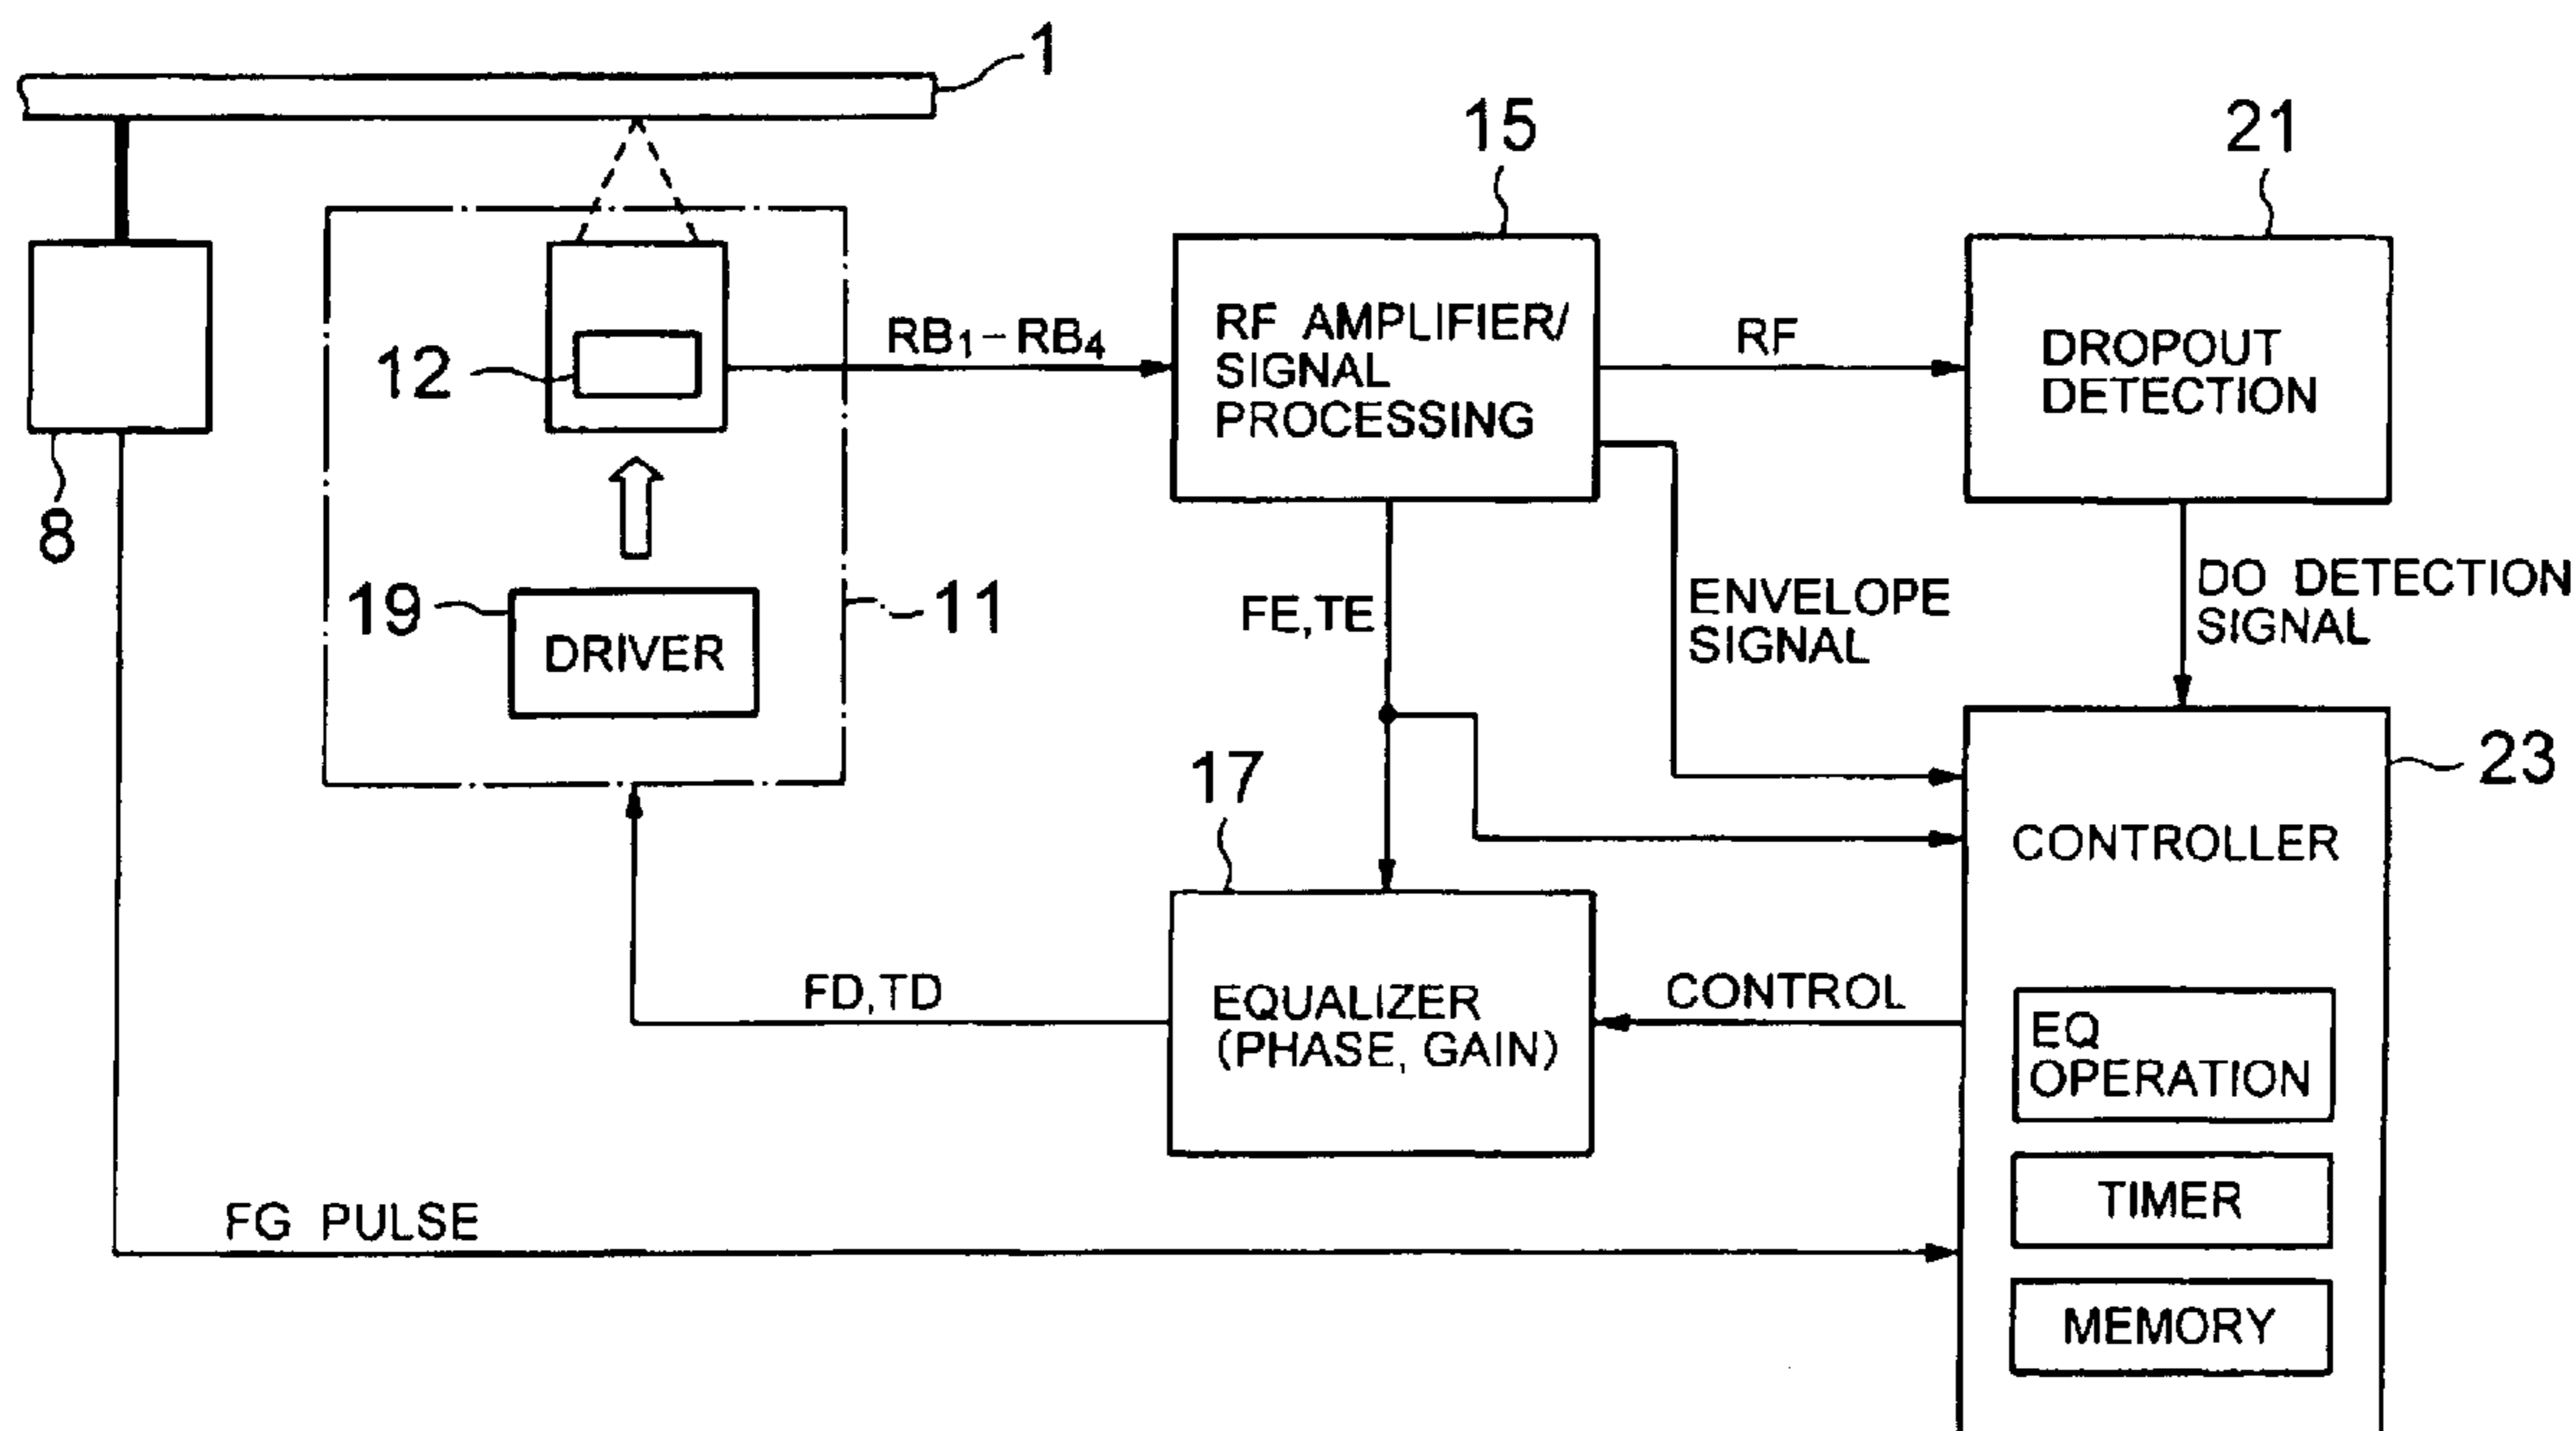 1
15
21
RF AMPLIFIER/
SIGNAL
PROCESSING
RB1-RB4
RF
DROPOUT
DETECTION
12
8
19
DRIVER
11
FE,TE
ENVELOPE
SIGNAL
DO DETECTION
SIGNAL
17
23
CONTROLLER
FD,TD
EQUALIZER
(PHASE, GAIN)
CONTROL
EQ
OPERATION
TIMER
FG PULSE
MEMORY